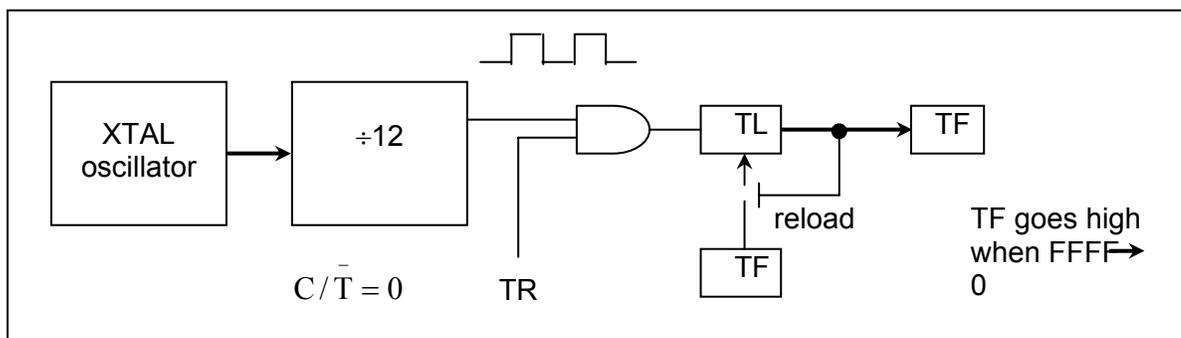 XTAL
oscillator
÷12
TL
TF
reload
TF
C / T̄ = 0
TR
TF goes high
when FFFF
0